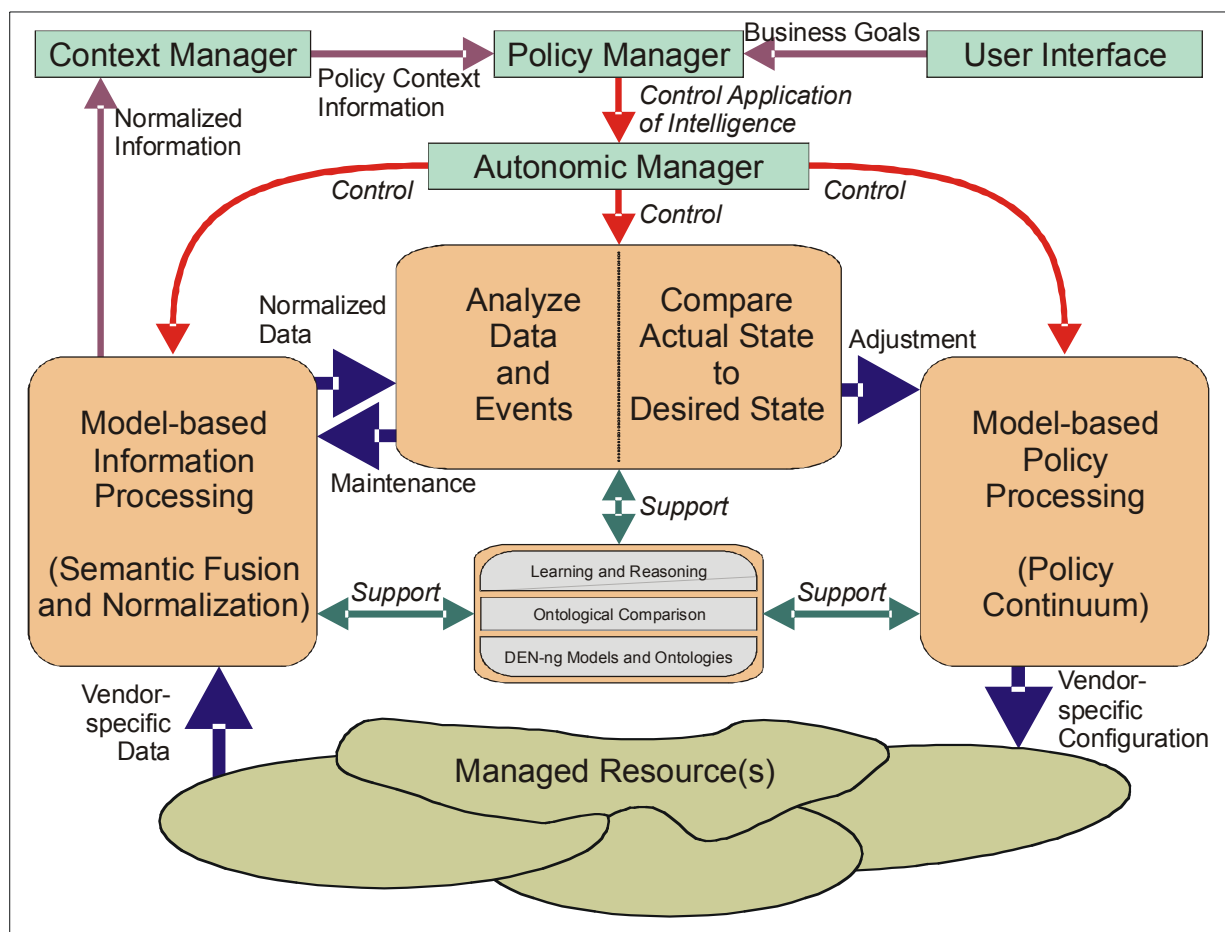 Context Manager
Policy Manager
Business Goals
User Interface
Policy Context
Information
Normalized
Information
Control Application
of Intelligence
Autonomic Manager
Control
Control
Control
Normalized
Data
Analyze
Data
and
Events
Compare
Actual State
to
Desired State
Adjustment
Model-based
Information
Processing
(Semantic Fusion
and Normalization)
Maintenance
Model-based
Policy
Processing
(Policy
Continuum)
Support
Support
Support
Learning and Reasoning
Ontological Comparison
DEN-ng Models and Ontologies
Vendor-
specific
Data
Vendor-
specific
Configuration
Managed Resource(s)